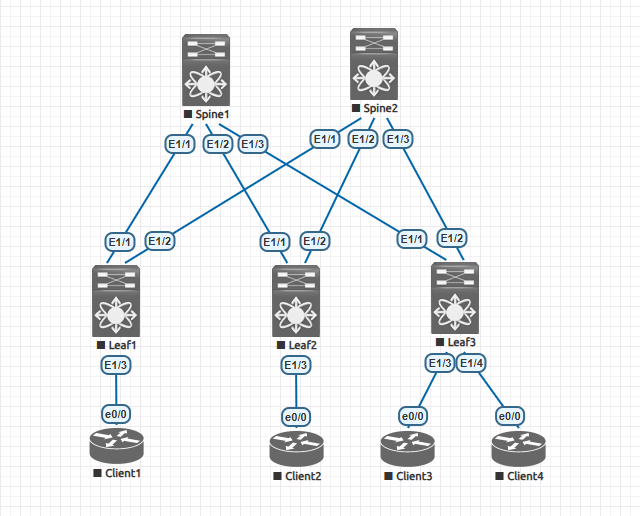 Spine1
Spine2
E1/1
E1/2
E1/3
E1/1
E1/2
E1/3
E1/1
E1/2
E1/1
E1/2
E1/1
E1/2
Leaf1
Leaf2
Leaf3
E1/3
E1/3
E1/3
E1/4
e0/0
e0/0
e0/0
e0/0
Client1
Client2
Client3
Client4